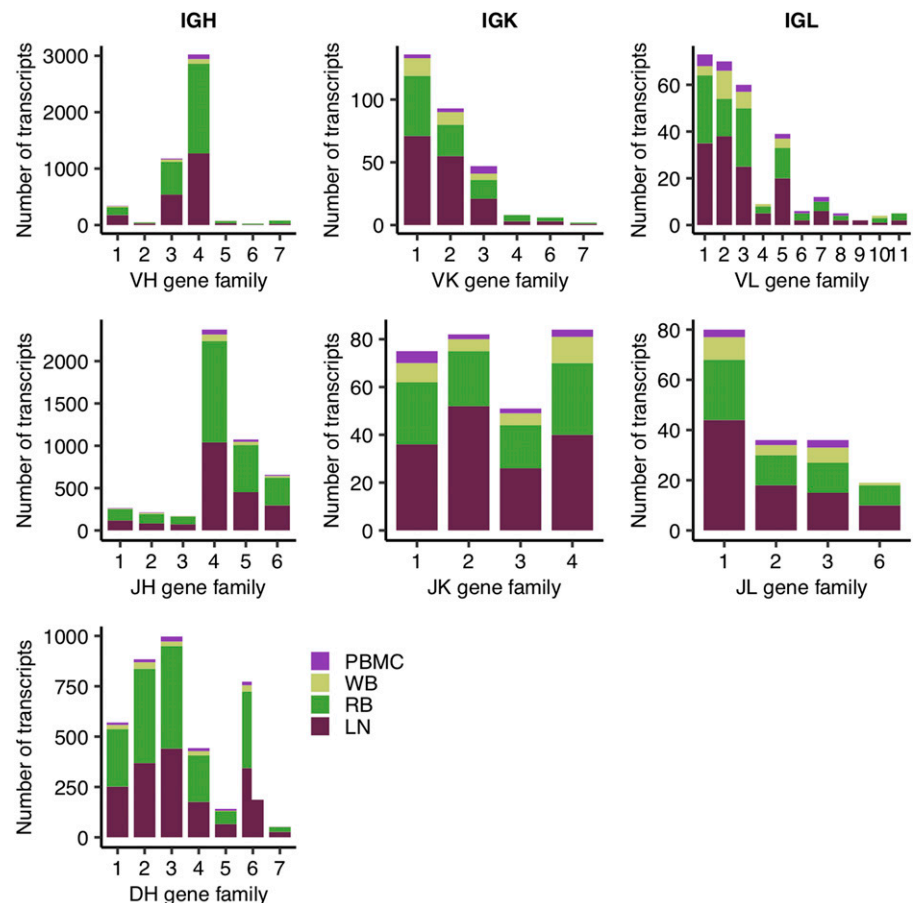 IGH IGK IGL
Number of transcripts
3000
2000
1000
0
1 2 3 4 5 6 7
VH gene family
Number of transcripts
100
50
0
1 2 3 4 6 7
VK gene family
Number of transcripts
60
40
20
0
1 2 3 4 5 6 7 8 9 10 11
VL gene family
Number of transcripts
2000
1500
1000
500
0
1 2 3 4 5 6
JH gene family
Number of transcripts
80
60
40
20
0
1 2 3 4
JK gene family
Number of transcripts
80
60
40
20
0
1 2 3 6
JL gene family
Number of transcripts
1000
750
500
250
0
1 2 3 4 5 6 7
DH gene family
PBMC
WB
RB
LN